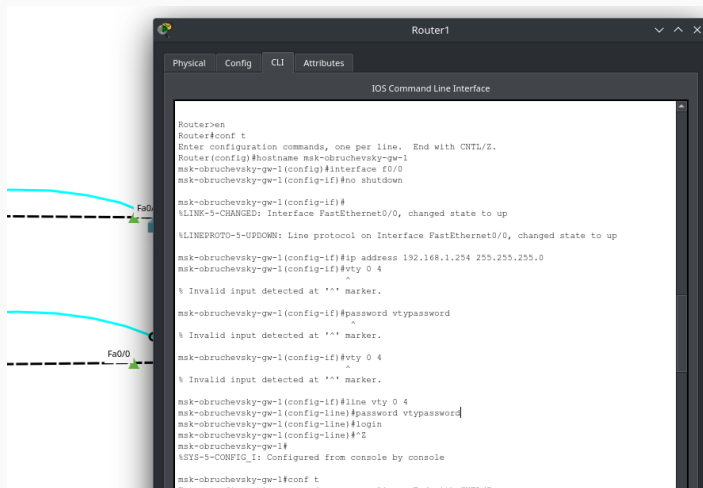 Router1
Physical Config CLI Attributes
IOS Command Line Interface
Router>en
Router#conf t
Enter configuration commands, one per line. End with CNTL/Z.
Router(config)#hostname msk-obruchevsky-gw-1
msk-obruchevsky-gw-1(config)#interface f0/0
msk-obruchevsky-gw-1(config-if)#no shutdown
msk-obruchevsky-gw-1(config-if)#
%LINK-5-CHANGED: Interface FastEthernet0/0, changed state to up
%LINEPROTO-5-UPDOWN: Line protocol on Interface FastEthernet0/0, changed state to up
msk-obruchevsky-gw-1(config-if)#ip address 192.168.1.254 255.255.255.0
msk-obruchevsky-gw-1(config-if)#vty 0 4
^
% Invalid input detected at '^' marker.
msk-obruchevsky-gw-1(config-if)#password vtypassword
^
% Invalid input detected at '^' marker.
msk-obruchevsky-gw-1(config-if)#vty 0 4
^
% Invalid input detected at '^' marker.
msk-obruchevsky-gw-1(config-if)#line vty 0 4
msk-obruchevsky-gw-1(config-line)#password vtypassword
msk-obruchevsky-gw-1(config-line)#login
msk-obruchevsky-gw-1(config-line)#^Z
msk-obruchevsky-gw-1#
%SYS-5-CONFIG_I: Configured from console by console
msk-obruchevsky-gw-1#conf t
Fa0/0